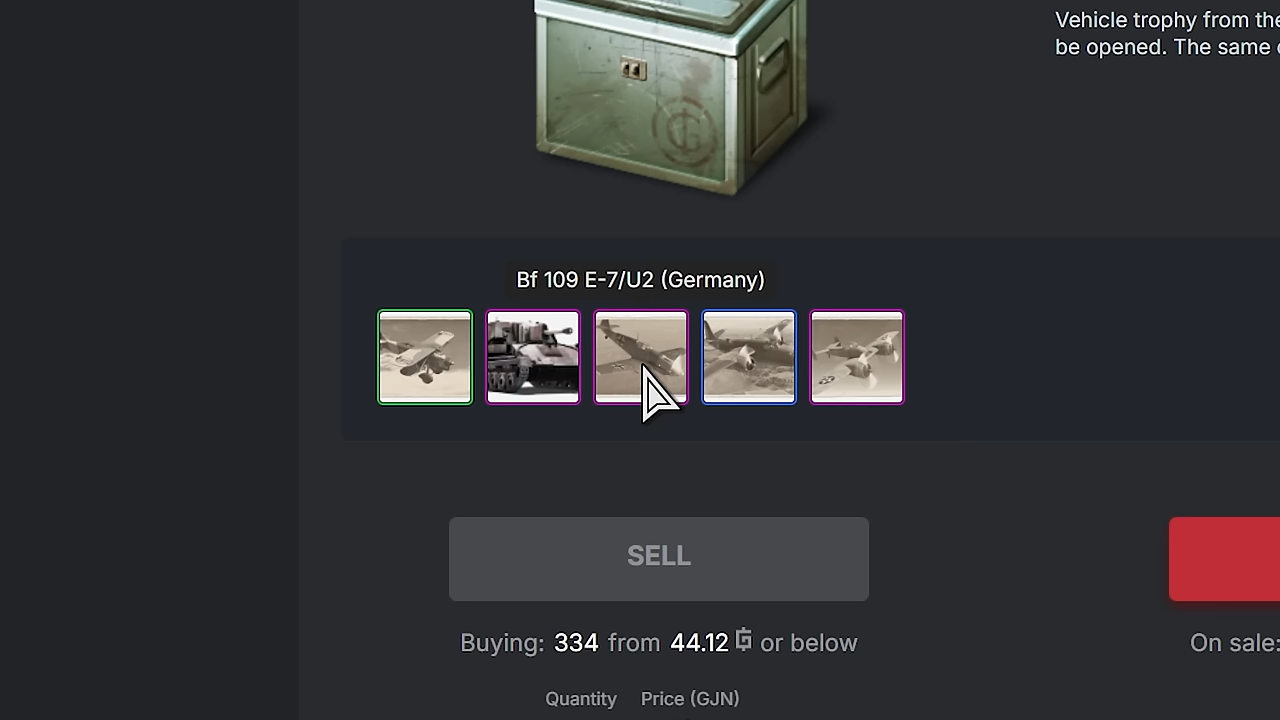 Vehicle trophy from the
be opened. The same
Bf 109 E-7/U2 (Germany)
SELL
Buying: 334 from 44.12 or below
On sale:
Quantity Price (GJN)